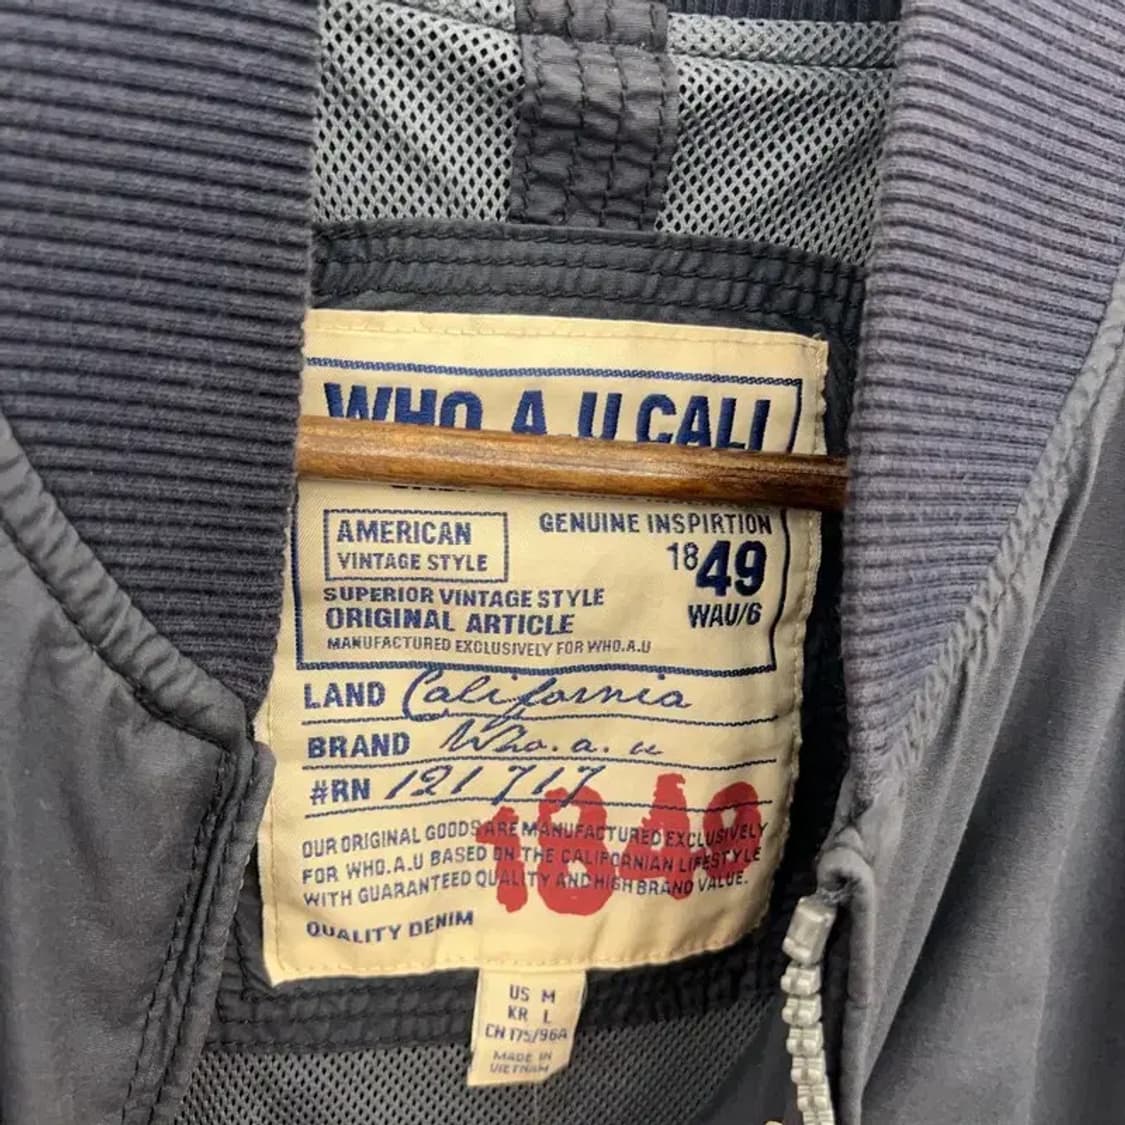 WHO.A.U CALI
AMERICAN
VINTAGE STYLE
GENUINE INSPIRTION
1849
WAU/6
SUPERIOR VINTAGE STYLE
ORIGINAL ARTICLE
MANUFACTURED EXCLUSIVELY FOR WHO.A.U
LAND California
BRAND Who.a.u
#RN 121717
1849
OUR ORIGINAL GOODS ARE MANUFACTURED EXCLUSIVELY
FOR WHO.A.U BASED ON THE CALIFORNIAN LIFESTYLE
WITH GUARANTEED QUALITY AND HIGH BRAND VALUE.
QUALITY DENIM
US M
KR L
CN 175/96A
MADE IN
VIETNAM